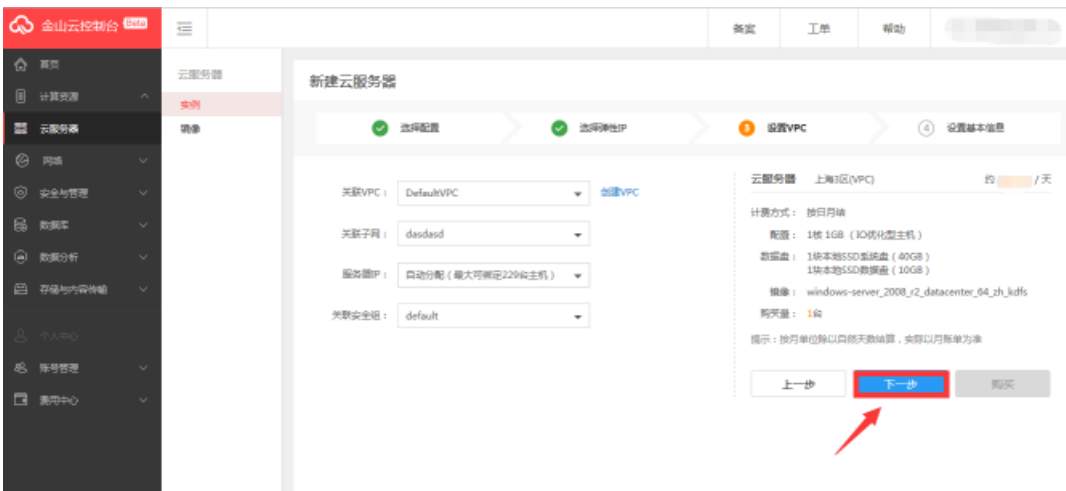 金山云控制台 Beta
备案 工单 帮助
首页
计算资源
云服务器
网络
安全与管理
数据库
数据分析
存储与内容传输
个人中心
账号管理
费用中心
云服务器
实例
镜像
新建云服务器
选择配置 选择弹性IP 3 设置VPC 4 设置基本信息
关联VPC： DefaultVPC 创建VPC
关联子网： dasdasd
服务器IP： 自动分配（最大可绑定229台主机）
关联安全组： default
云服务器 上海3区(VPC) 约 /天
计费方式： 按日月结
配置： 1核 1GB （IO优化型主机）
数据盘： 1块本地SSD系统盘（40GB）
1块本地SSD数据盘（10GB）
镜像： windows-server_2008_r2_datacenter_64_zh_kdfs
购买量： 1台
提示：按月单位除以自然天数结算，实际以月账单为准
上一步 下一步 购买